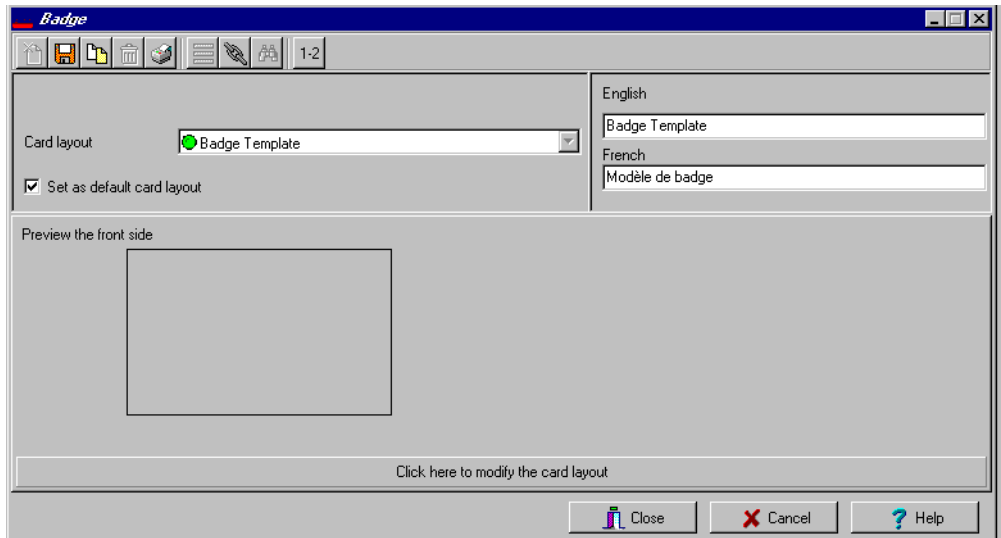 Badge
1-2
Card layout
Badge Template
Set as default card layout
English
Badge Template
French
Modèle de badge
Preview the front side
Click here to modify the card layout
Close
Cancel
Help